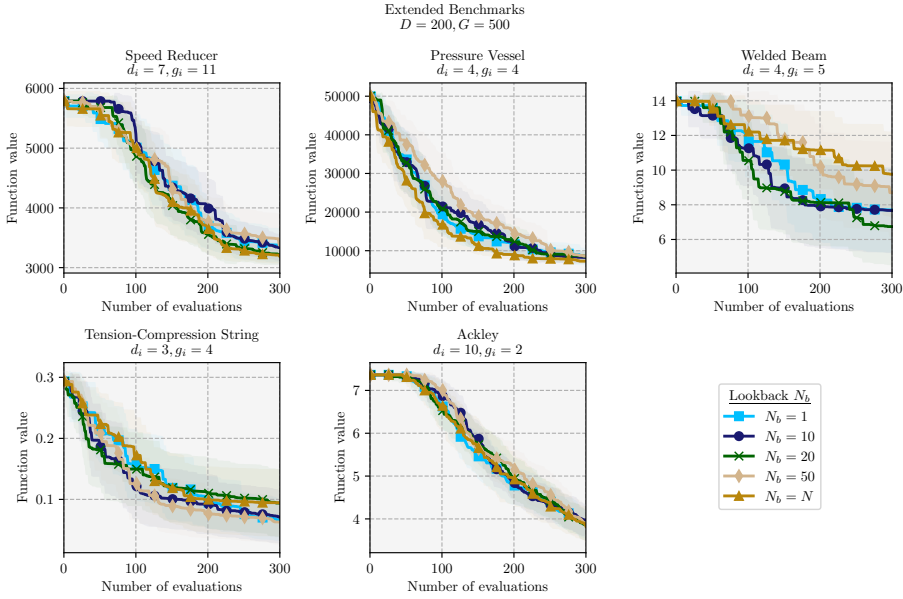 Extended Benchmarks
D = 200, G = 500
Speed Reducer
d_i = 7, g_i = 11
Function value
6000
5000
4000
3000
0
100
200
300
Number of evaluations
Pressure Vessel
d_i = 4, g_i = 4
Function value
50000
40000
30000
20000
10000
0
100
200
300
Number of evaluations
Welded Beam
d_i = 4, g_i = 5
Function value
14
12
10
8
6
0
100
200
300
Number of evaluations
Tension-Compression String
d_i = 3, g_i = 4
Function value
0.3
0.2
0.1
0
100
200
300
Number of evaluations
Ackley
d_i = 10, g_i = 2
Function value
7
6
5
4
0
100
200
300
Number of evaluations
Lookback N_b
N_b = 1
N_b = 10
N_b = 20
N_b = 50
N_b = N